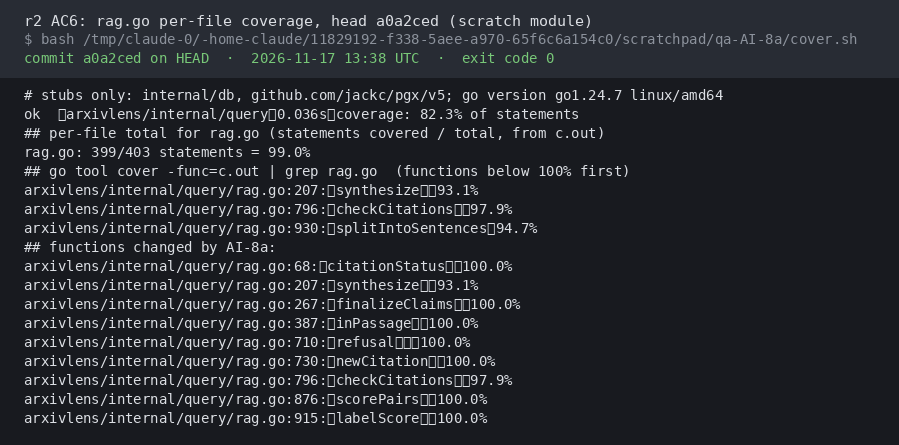 r2 AC6: rag.go per-file coverage, head a0a2ced (scratch module)
$ bash /tmp/claude-0/-home-claude/11829192-f338-5aee-a970-65f6c6a154c0/scratchpad/qa-AI-8a/cover.sh
commit a0a2ced on HEAD · 2026-11-17 13:38 UTC · exit code 0
# stubs only: internal/db, github.com/jackc/pgx/v5; go version go1.24.7 linux/amd64
ok  □arxivlens/internal/query□0.036s□coverage: 82.3% of statements
## per-file total for rag.go (statements covered / total, from c.out)
rag.go: 399/403 statements = 99.0%
## go tool cover -func=c.out | grep rag.go  (functions below 100% first)
arxivlens/internal/query/rag.go:207:□synthesize□□93.1%
arxivlens/internal/query/rag.go:796:□checkCitations□□97.9%
arxivlens/internal/query/rag.go:930:□splitIntoSentences□94.7%
## functions changed by AI-8a:
arxivlens/internal/query/rag.go:68:□citationStatus□□100.0%
arxivlens/internal/query/rag.go:207:□synthesize□□93.1%
arxivlens/internal/query/rag.go:267:□finalizeClaims□□100.0%
arxivlens/internal/query/rag.go:387:□inPassage□□100.0%
arxivlens/internal/query/rag.go:710:□refusal□□□100.0%
arxivlens/internal/query/rag.go:730:□newCitation□□100.0%
arxivlens/internal/query/rag.go:796:□checkCitations□□97.9%
arxivlens/internal/query/rag.go:876:□scorePairs□□100.0%
arxivlens/internal/query/rag.go:915:□labelScore□□100.0%